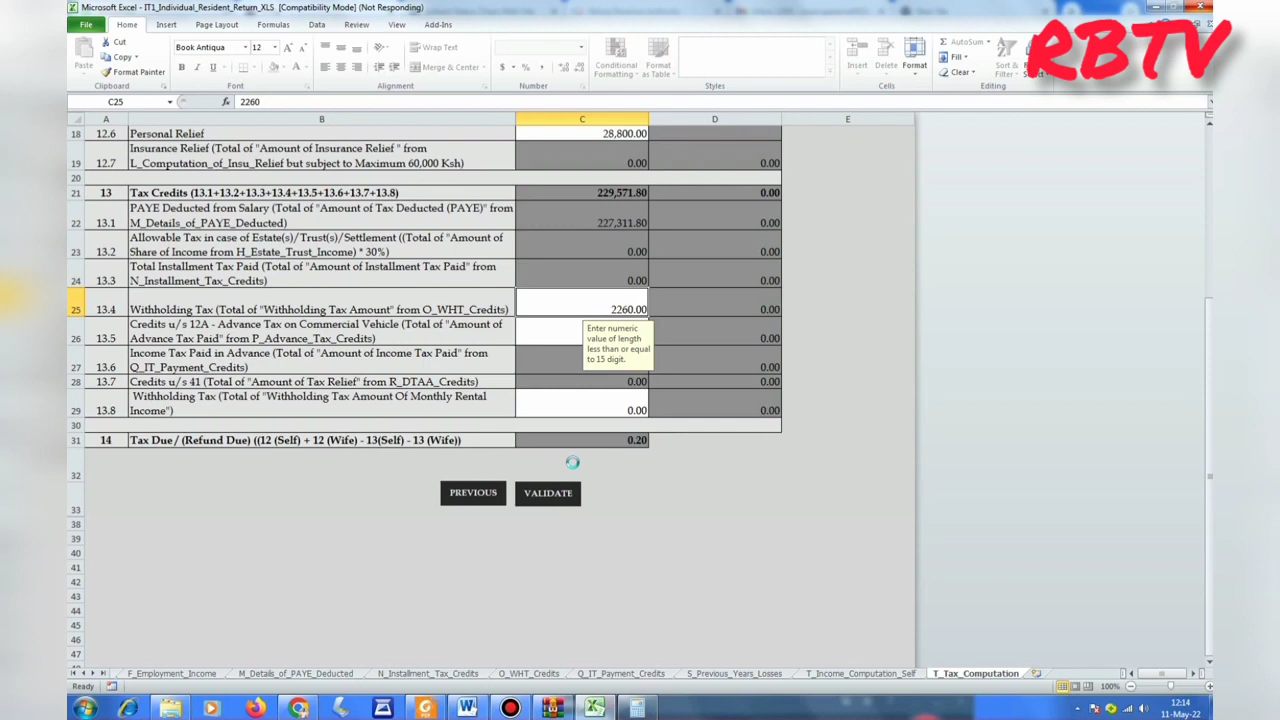 Microsoft Excel - IT1_Individual_Resident_Return_XLS [Compatibility Mode] (Not Responding)
RBTV
File Home Insert Page Layout Formulas Data Review View Add-Ins
Cut
Copy
Format Painter
Paste
Clipboard
Book Antiqua 12
Font
Wrap Text
Merge & Center
Alignment
Number
Conditional Formatting
Format as Table
Styles
Insert Delete Format
Cells
AutoSum
Fill
Clear
Sort &
Editing
C25 fx 2260
A B C D E
18 12.6 Personal Relief 28,800.00
Insurance Relief (Total of "Amount of Insurance Relief " from
19 12.7 L_Computation_of_Insu_Relief but subject to Maximum 60,000 Ksh) 0.00 0.00
20
21 13 Tax Credits (13.1+13.2+13.3+13.4+13.5+13.6+13.7+13.8) 229,571.80 0.00
PAYE Deducted from Salary (Total of "Amount of Tax Deducted (PAYE)" from
22 13.1 M_Details_of_PAYE_Deducted) 227,311.80 0.00
Allowable Tax in case of Estate(s)/Trust(s)/Settlement ((Total of "Amount of
23 13.2 Share of Income from H_Estate_Trust_Income) * 30%) 0.00 0.00
Total Installment Tax Paid (Total of "Amount of Installment Tax Paid" from
24 13.3 N_Installment_Tax_Credits) 0.00 0.00
25 13.4 Withholding Tax (Total of "Withholding Tax Amount" from O_WHT_Credits) 2260.00 0.00
Credits u/s 12A - Advance Tax on Commercial Vehicle (Total of "Amount of
26 13.5 Advance Tax Paid" from P_Advance_Tax_Credits) 0.00
Enter numeric
value of length
less than or equal
to 15 digit.
Income Tax Paid in Advance (Total of "Amount of Income Tax Paid" from
27 13.6 Q_IT_Payment_Credits) 0.00
28 13.7 Credits u/s 41 (Total of "Amount of Tax Relief" from R_DTAA_Credits) 0.00 0.00
Withholding Tax (Total of "Withholding Tax Amount Of Monthly Rental
29 13.8 Income") 0.00 0.00
30
31 14 Tax Due / (Refund Due) ((12 (Self) + 12 (Wife) - 13(Self) - 13 (Wife)) 0.20
32
PREVIOUS VALIDATE
33
38
39
40
41
42
43
44
45
46
47
F_Employment_Income M_Details_of_PAYE_Deducted N_Installment_Tax_Credits O_WHT_Credits Q_IT_Payment_Credits S_Previous_Years_Losses T_Income_Computation_Self T_Tax_Computation
Ready 100%
12:14
11-May-22